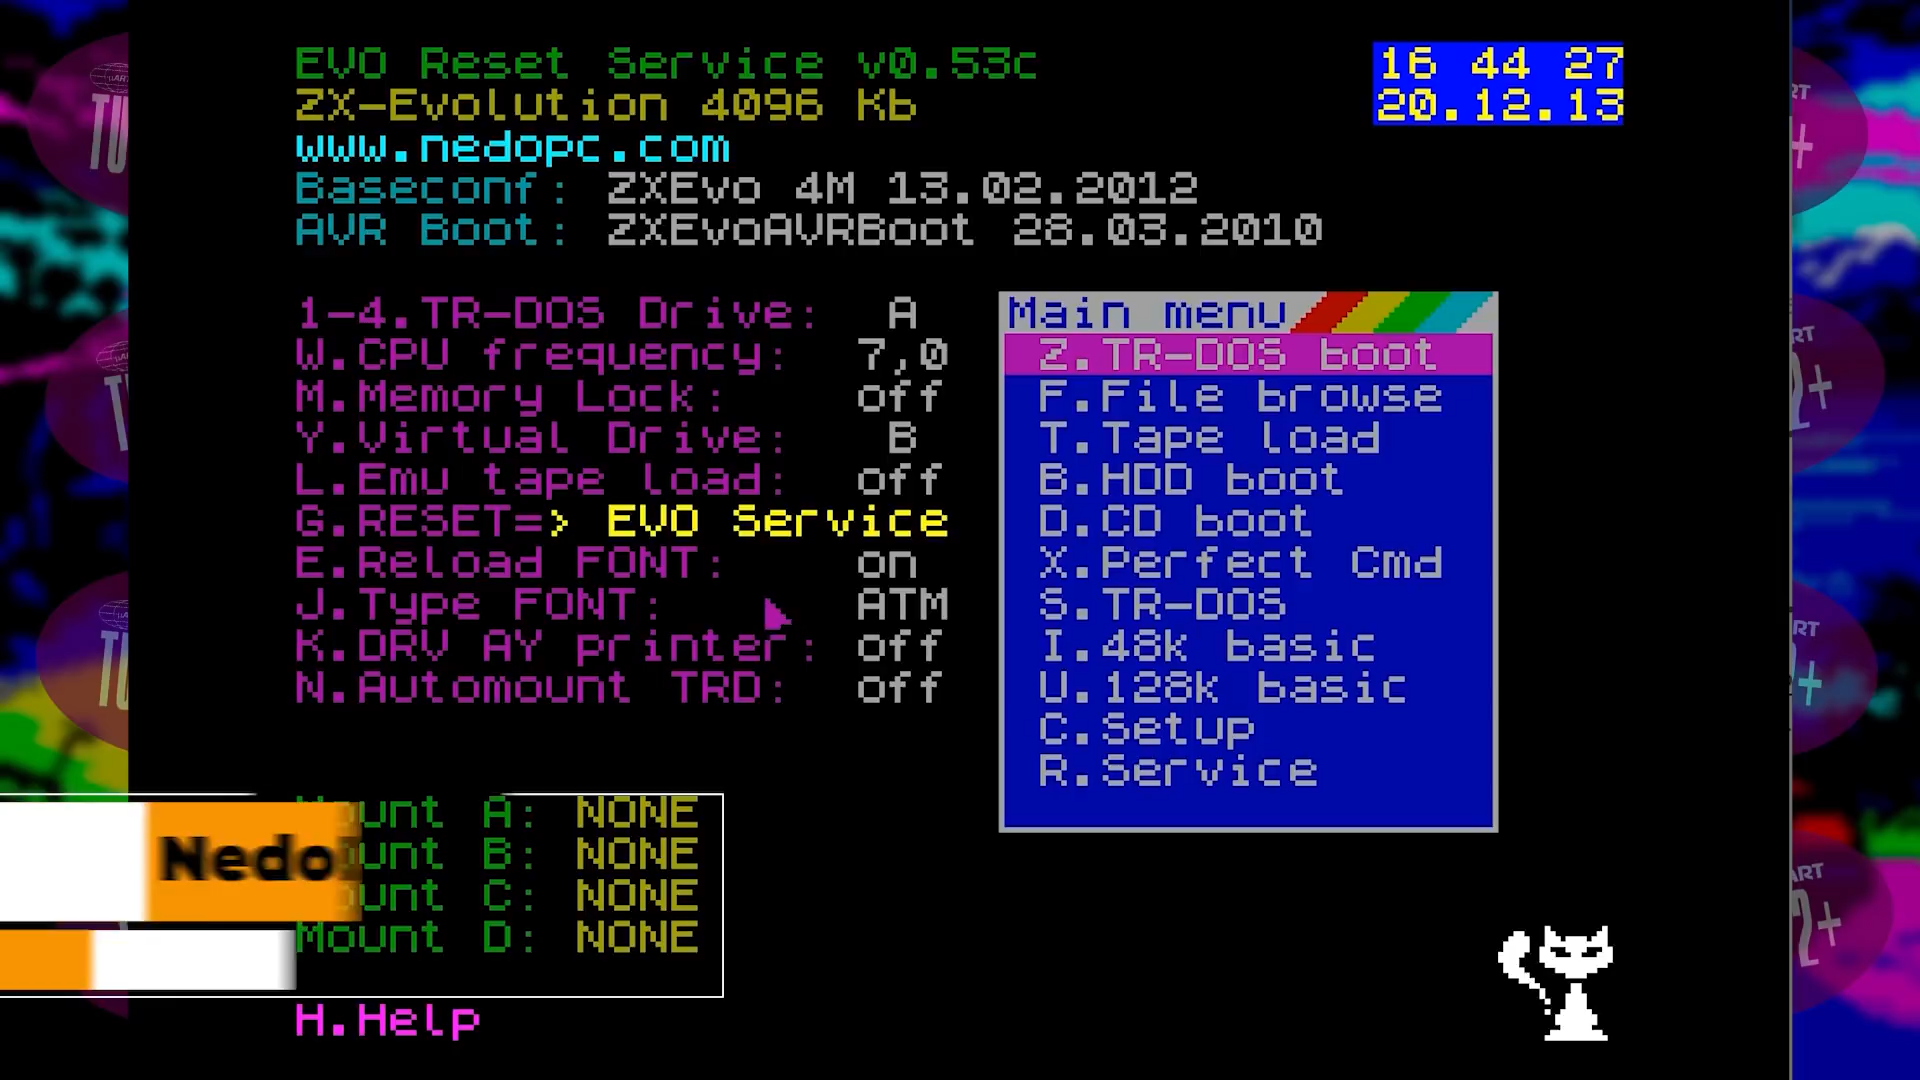 EVO Reset Service v0.53c
ZX-Evolution 4096 Kb
www.nedopc.com
Baseconf: ZXEvo 4M 13.02.2012
AVR Boot: ZXEvoAVRBoot 28.03.2010
16 44 27
20.12.13
1-4.TR-DOS Drive: A
W.CPU frequency: 7,0
M.Memory Lock: off
Y.Virtual Drive: B
L.Emu tape load: off
G.RESET=> EVO Service
E.Reload FONT: on
J.Type FONT: ATM
K.DRV AY printer: off
N.Automount TRD: off
Main menu
Z.TR-DOS boot
F.File browse
T.Tape load
B.HDD boot
D.CD boot
X.Perfect Cmd
S.TR-DOS
I.48k basic
U.128k basic
C.Setup
R.Service
Mount A: NONE
Mount B: NONE
Mount C: NONE
Mount D: NONE
Nedo
H.Help